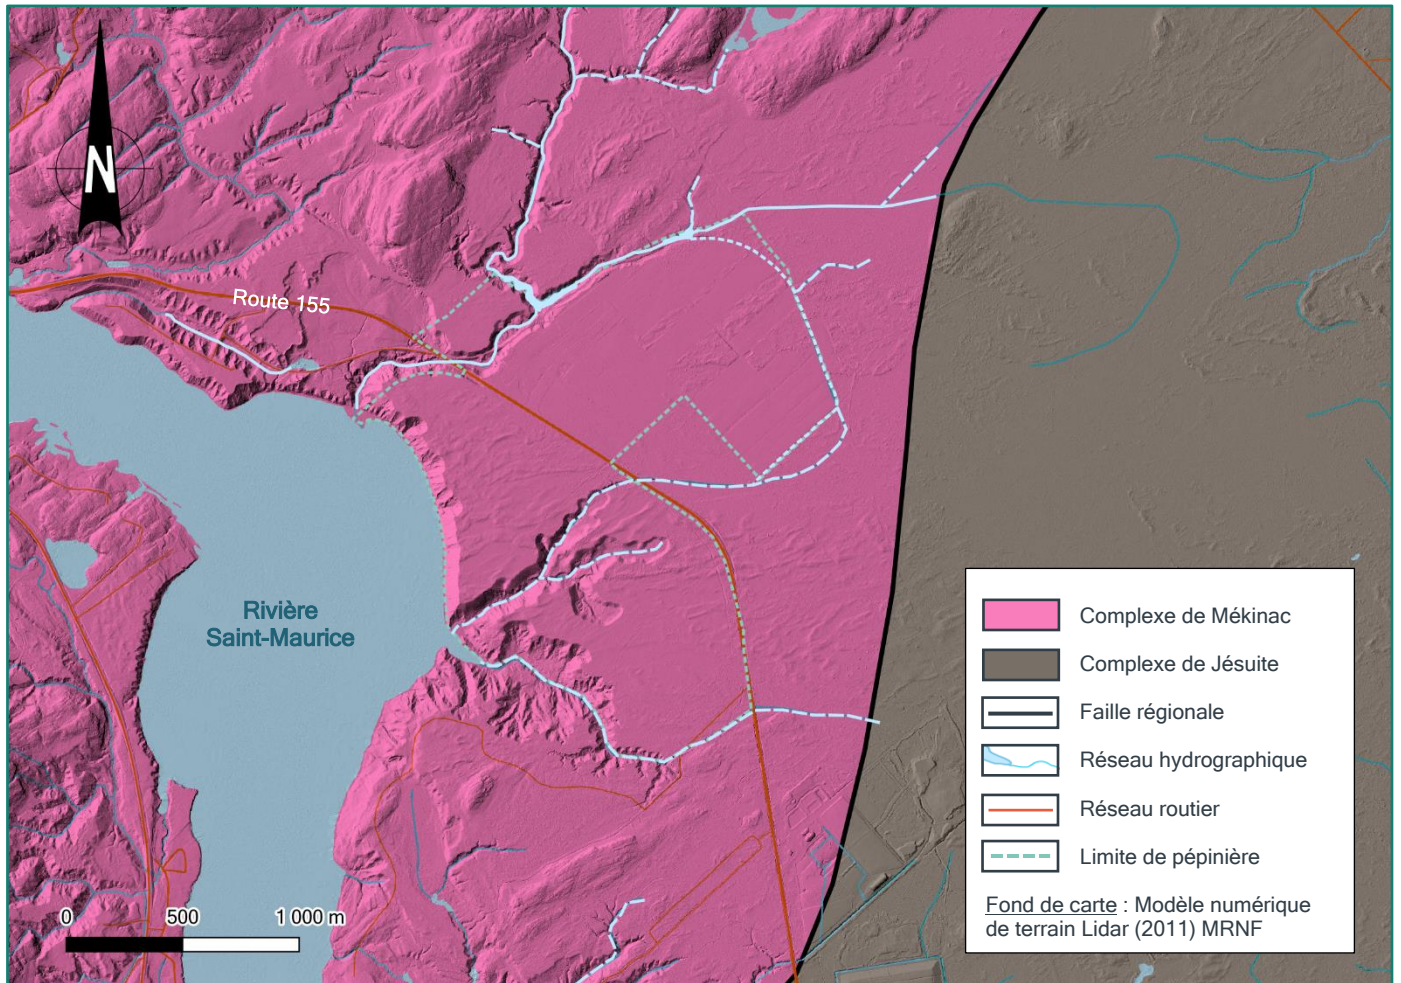 N
Route 155
Rivière
Saint-Maurice
0 500 1 000 m
Complexe de Mékinac
Complexe de Jésuite
Faille régionale
Réseau hydrographique
Réseau routier
Limite de pépinière
Fond de carte : Modèle numérique
de terrain Lidar (2011) MRNF